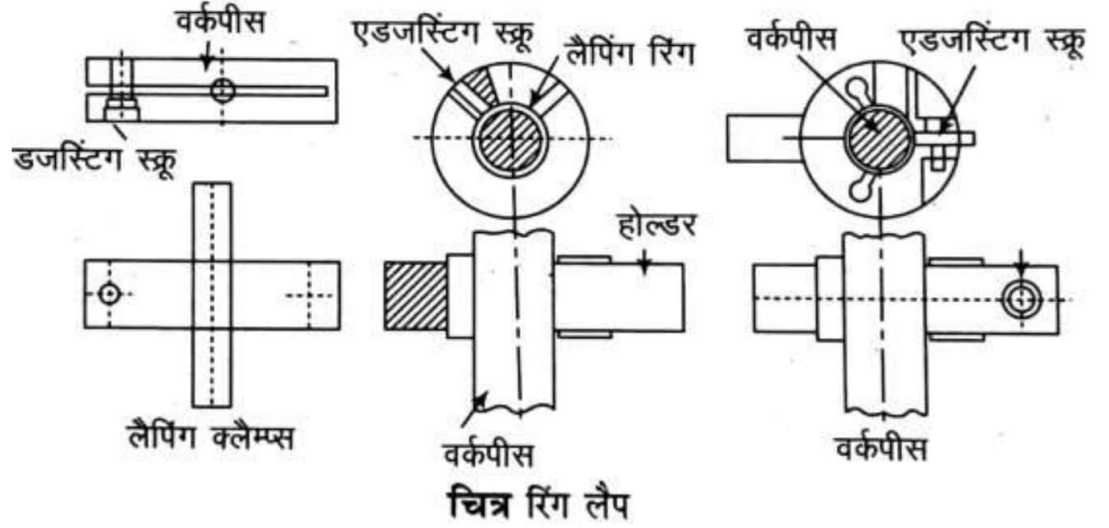 वर्कपीस
डजस्टिंग स्क्रू
लैपिंग क्लैम्प्स
एडजस्टिंग स्क्रू
लैपिंग रिंग
होल्डर
वर्कपीस
वर्कपीस
एडजस्टिंग स्क्रू
वर्कपीस
चित्र रिंग लैप